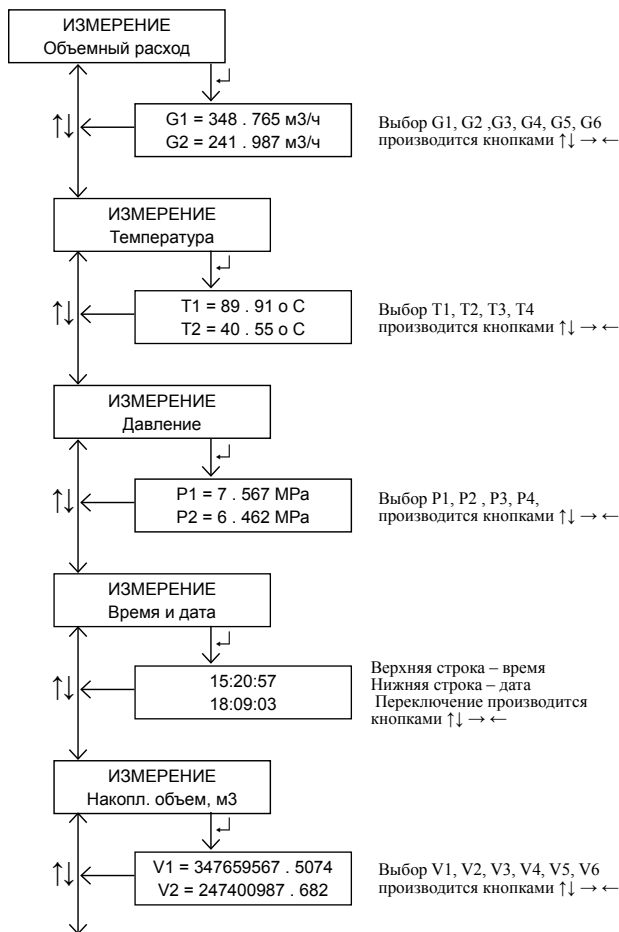 ИЗМЕРЕНИЕ
Объемный расход
↑↓
G1 = 348 . 765 м3/ч
G2 = 241 . 987 м3/ч
Выбор G1, G2 ,G3, G4, G5, G6
производится кнопками ↑↓ → ←
ИЗМЕРЕНИЕ
Температура
↑↓
T1 = 89 . 91 о С
T2 = 40 . 55 о С
Выбор T1, T2, T3, T4
производится кнопками ↑↓ → ←
ИЗМЕРЕНИЕ
Давление
↑↓
P1 = 7 . 567 MPa
P2 = 6 . 462 MPa
Выбор P1, P2 , P3, P4,
производится кнопками ↑↓ → ←
ИЗМЕРЕНИЕ
Время и дата
↑↓
15:20:57
18:09:03
Верхняя строка – время
Нижняя строка – дата
Переключение производится
кнопками ↑↓ → ←
ИЗМЕРЕНИЕ
Накопл. объем, м3
↑↓
V1 = 347659567 . 5074
V2 = 247400987 . 682
Выбор V1, V2, V3, V4, V5, V6
производится кнопками ↑↓ → ←